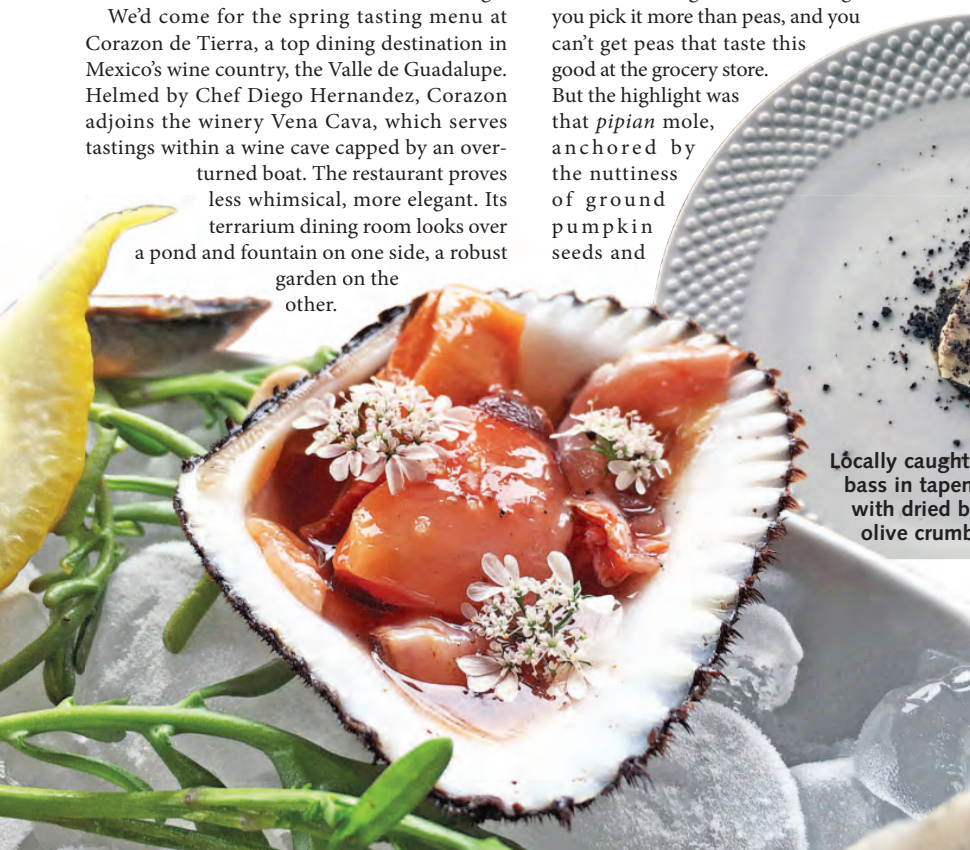 We’d come for the spring tasting menu at
Corazon de Tierra, a top dining destination in
Mexico’s wine country, the Valle de Guadalupe.
Helmed by Chef Diego Hernandez, Corazon
adjoins the winery Vena Cava, which serves
tastings within a wine cave capped by an over-
turned boat. The restaurant proves
less whimsical, more elegant. Its
terrarium dining room looks over
a pond and fountain on one side, a robust
garden on the
other.
you pick it more than peas, and you
can’t get peas that taste this
good at the grocery store.
But the highlight was
that pipian mole,
anchored by
the nuttiness
of ground
pumpkin
seeds and
Locally caught
bass in tapen
with dried b
olive crumb